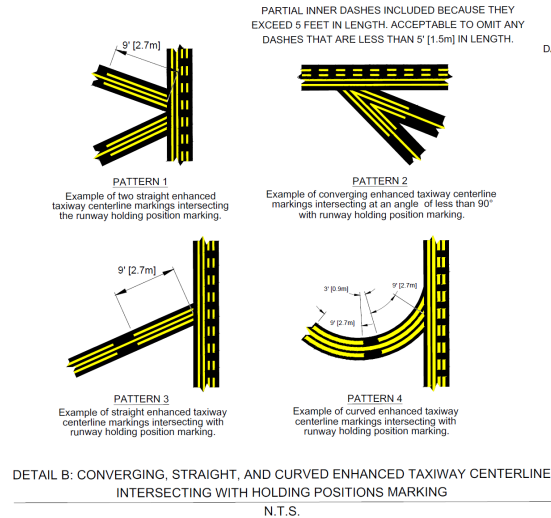 PARTIAL INNER DASHES INCLUDED BECAUSE THEY
EXCEED 5 FEET IN LENGTH. ACCEPTABLE TO OMIT ANY
DASHES THAT ARE LESS THAN 5' [1.5m] IN LENGTH.
9' [2.7m]
PATTERN 1
Example of two straight enhanced
taxiway centerline markings intersecting
the runway holding position marking.
PATTERN 2
Example of converging enhanced taxiway centerline
markings intersecting at an angle of less than 90°
with runway holding position marking.
9' [2.7m]
PATTERN 3
Example of straight enhanced taxiway
centerline markings intersecting with
runway holding position marking.
3' [0.9m]
9' [2.7m]
9' [2.7m]
PATTERN 4
Example of curved enhanced taxiway
centerline markings intersecting with
runway holding position marking.
DETAIL B: CONVERGING, STRAIGHT, AND CURVED ENHANCED TAXIWAY CENTERLINE
INTERSECTING WITH HOLDING POSITIONS MARKING
N.T.S.